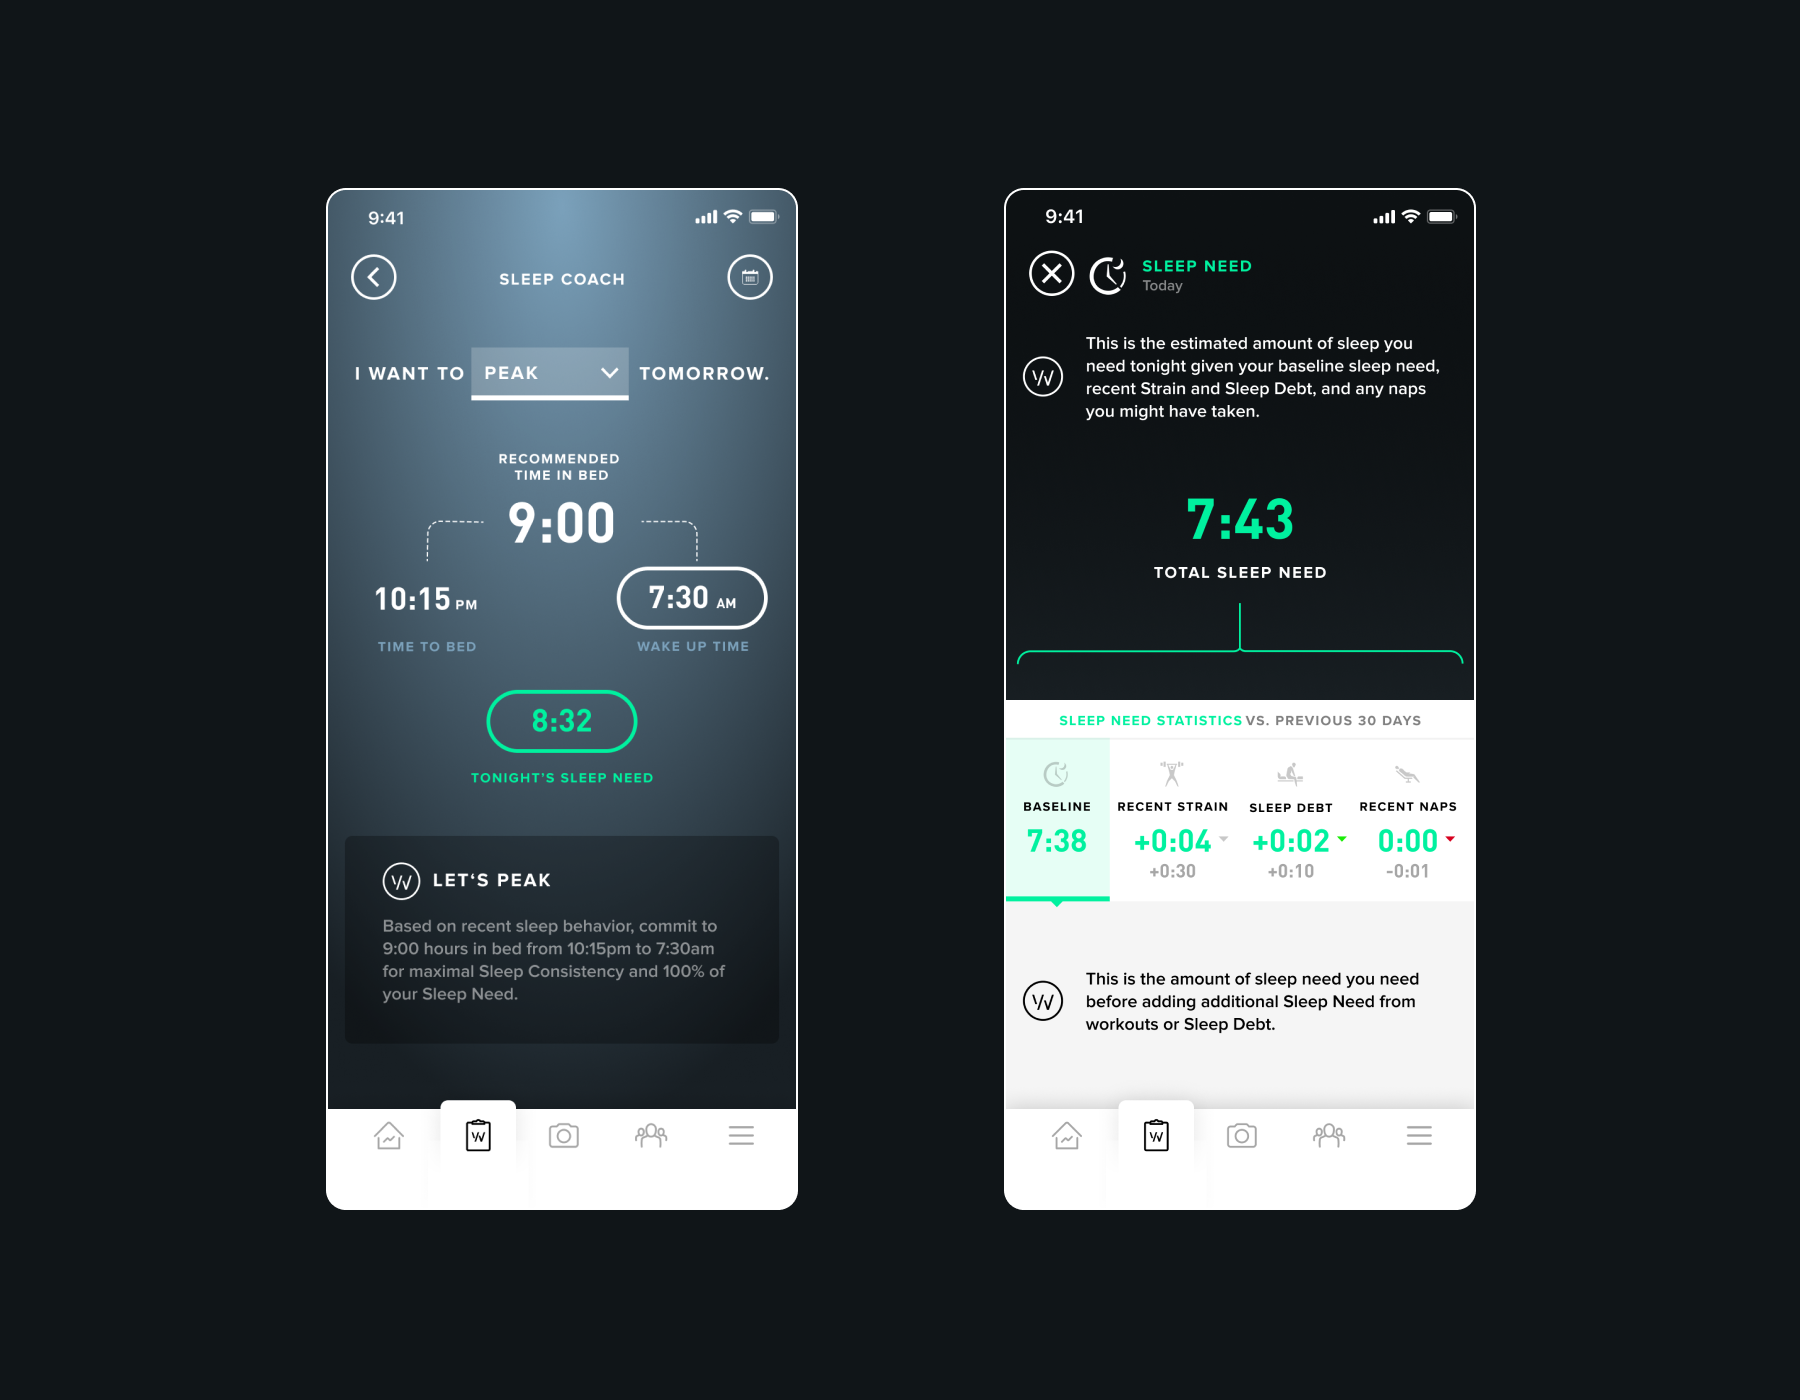 9:41
SLEEP COACH
I WANT TO PEAK TOMORROW.
RECOMMENDED
TIME IN BED
9:00
10:15 PM
7:30 AM
TIME TO BED
WAKE UP TIME
8:32
TONIGHT'S SLEEP NEED
LET‘S PEAK
Based on recent sleep behavior, commit to
9:00 hours in bed from 10:15pm to 7:30am
for maximal Sleep Consistency and 100% of
your Sleep Need.
9:41
SLEEP NEED
Today
This is the estimated amount of sleep you
need tonight given your baseline sleep need,
recent Strain and Sleep Debt, and any naps
you might have taken.
7:43
TOTAL SLEEP NEED
SLEEP NEED STATISTICS VS. PREVIOUS 30 DAYS
BASELINE
7:38
RECENT STRAIN
+0:04
+0:30
SLEEP DEBT
+0:02
+0:10
RECENT NAPS
0:00
-0:01
This is the amount of sleep need you need
before adding additional Sleep Need from
workouts or Sleep Debt.